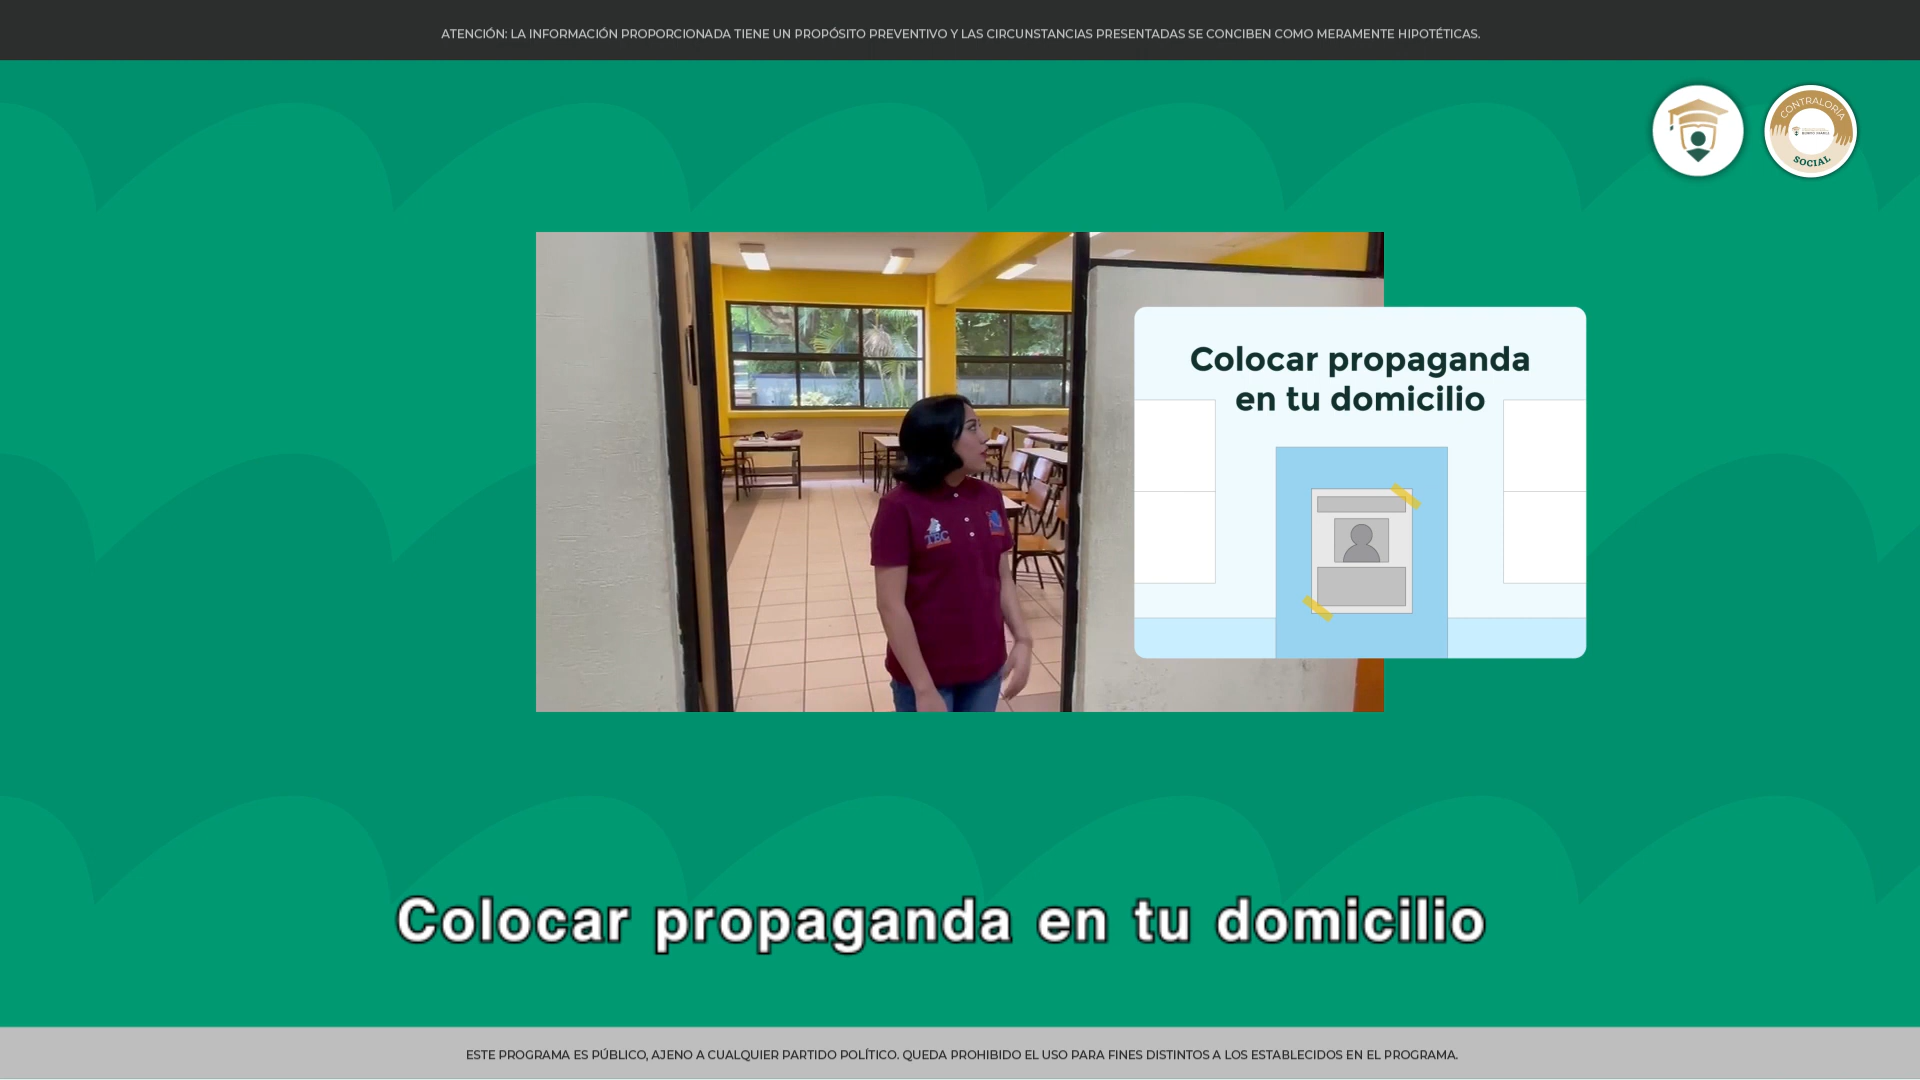 ATENCIÓN: LA INFORMACIÓN PROPORCIONADA TIENE UN PROPÓSITO PREVENTIVO Y LAS CIRCUNSTANCIAS PRESENTADAS SE CONCIBEN COMO MERAMENTE HIPOTÉTICAS.
CONTRALORÍA
SOCIAL
Colocar propaganda
en tu domicilio
TBC
Colocar propaganda en tu domicilio
ESTE PROGRAMA ES PÚBLICO, AJENO A CUALQUIER PARTIDO POLÍTICO. QUEDA PROHIBIDO EL USO PARA FINES DISTINTOS A LOS ESTABLECIDOS EN EL PROGRAMA.